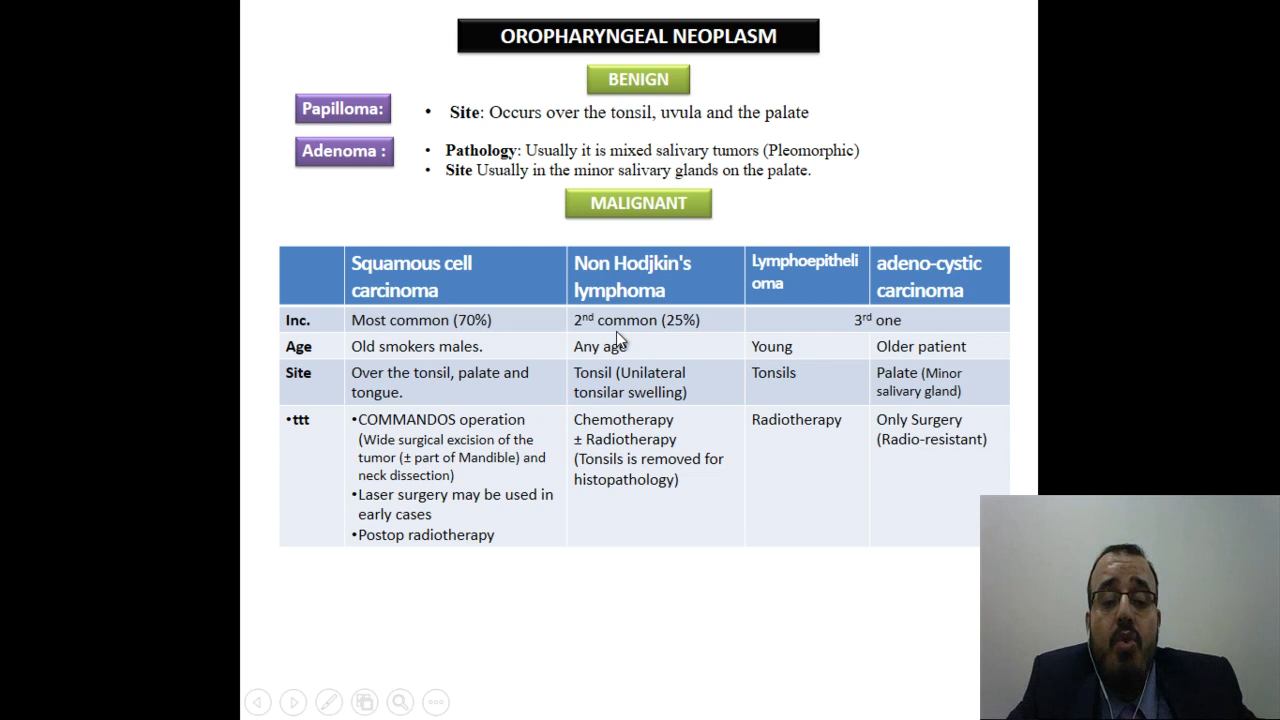 OROPHARYNGEAL NEOPLASM
BENIGN
Papilloma:
• Site: Occurs over the tonsil, uvula and the palate
Adenoma :
• Pathology: Usually it is mixed salivary tumors (Pleomorphic)
• Site Usually in the minor salivary glands on the palate.
MALIGNANT
Squamous cell
carcinoma
Non Hodjkin's
lymphoma
Lymphoepitheli
oma
adeno-cystic
carcinoma
Inc.
Most common (70%)
2nd common (25%)
3rd one
Age
Old smokers males.
Any age
Young
Older patient
Site
Over the tonsil, palate and
tongue.
Tonsil (Unilateral
tonsilar swelling)
Tonsils
Palate (Minor
salivary gland)
•ttt
•COMMANDOS operation
(Wide surgical excision of the
tumor (± part of Mandible) and
neck dissection)
•Laser surgery may be used in
early cases
•Postop radiotherapy
Chemotherapy
± Radiotherapy
(Tonsils is removed for
histopathology)
Radiotherapy
Only Surgery
(Radio-resistant)